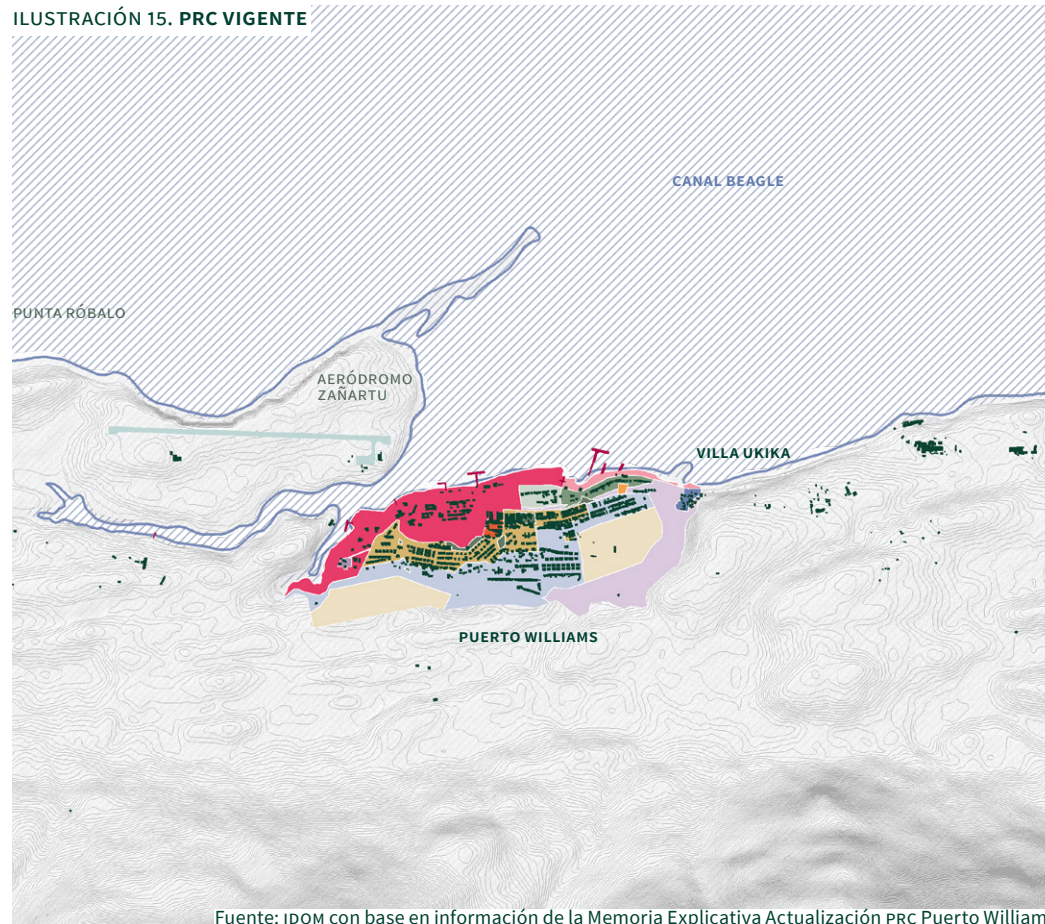 ILUSTRACIÓN 15. PRC VIGENTE
CANAL BEAGLE
PUNTA RÓBALO
AERÓDROMO
ZAÑARTU
VILLA UKIKA
PUERTO WILLIAMS
Fuente: IDOM con base en información de la Memoria Explicativa Actualización PRC Puerto William